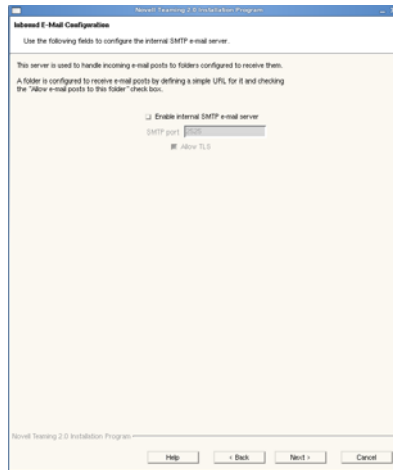 Novell Teaming 2.0 Installation Program
Inbound E-Mail Configuration
Use the following fields to configure the internal SMTP e-mail server.
This server is used to handle incoming e-mail posts to folders configured to receive them.
A folder is configured to receive e-mail posts by defining a simple URL for it and checking
the "Allow e-mail posts to this folder" check box.
Enable internal SMTP e-mail server
SMTP port 2525
Allow TLS
Novell Teaming 2.0 Installation Program
Help < Back Next > Cancel